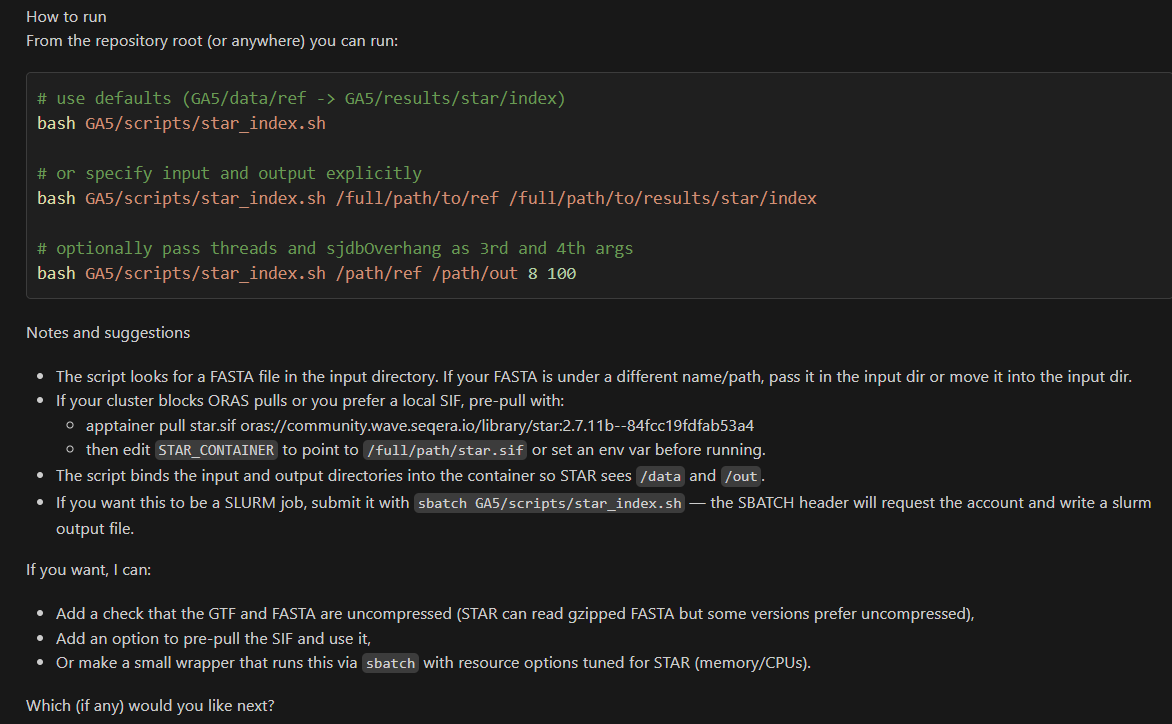 How to run
From the repository root (or anywhere) you can run:
# use defaults (GA5/data/ref -> GA5/results/star/index)
bash GA5/scripts/star_index.sh
# or specify input and output explicitly
bash GA5/scripts/star_index.sh /full/path/to/ref /full/path/to/results/star/index
# optionally pass threads and sjdbOverhang as 3rd and 4th args
bash GA5/scripts/star_index.sh /path/ref /path/out 8 100
Notes and suggestions
• The script looks for a FASTA file in the input directory. If your FASTA is under a different name/path, pass it in the input dir or move it into the input dir.
• If your cluster blocks ORAS pulls or you prefer a local SIF, pre-pull with:
○ apptainer pull star.sif oras://community.wave.seqera.io/library/star:2.7.11b--84fcc19fdfab53a4
○ then edit STAR_CONTAINER to point to /full/path/star.sif or set an env var before running.
• The script binds the input and output directories into the container so STAR sees /data and /out.
• If you want this to be a SLURM job, submit it with sbatch GA5/scripts/star_index.sh — the SBATCH header will request the account and write a slurm
output file.
If you want, I can:
• Add a check that the GTF and FASTA are uncompressed (STAR can read gzipped FASTA but some versions prefer uncompressed),
• Add an option to pre-pull the SIF and use it,
• Or make a small wrapper that runs this via sbatch with resource options tuned for STAR (memory/CPUs).
Which (if any) would you like next?